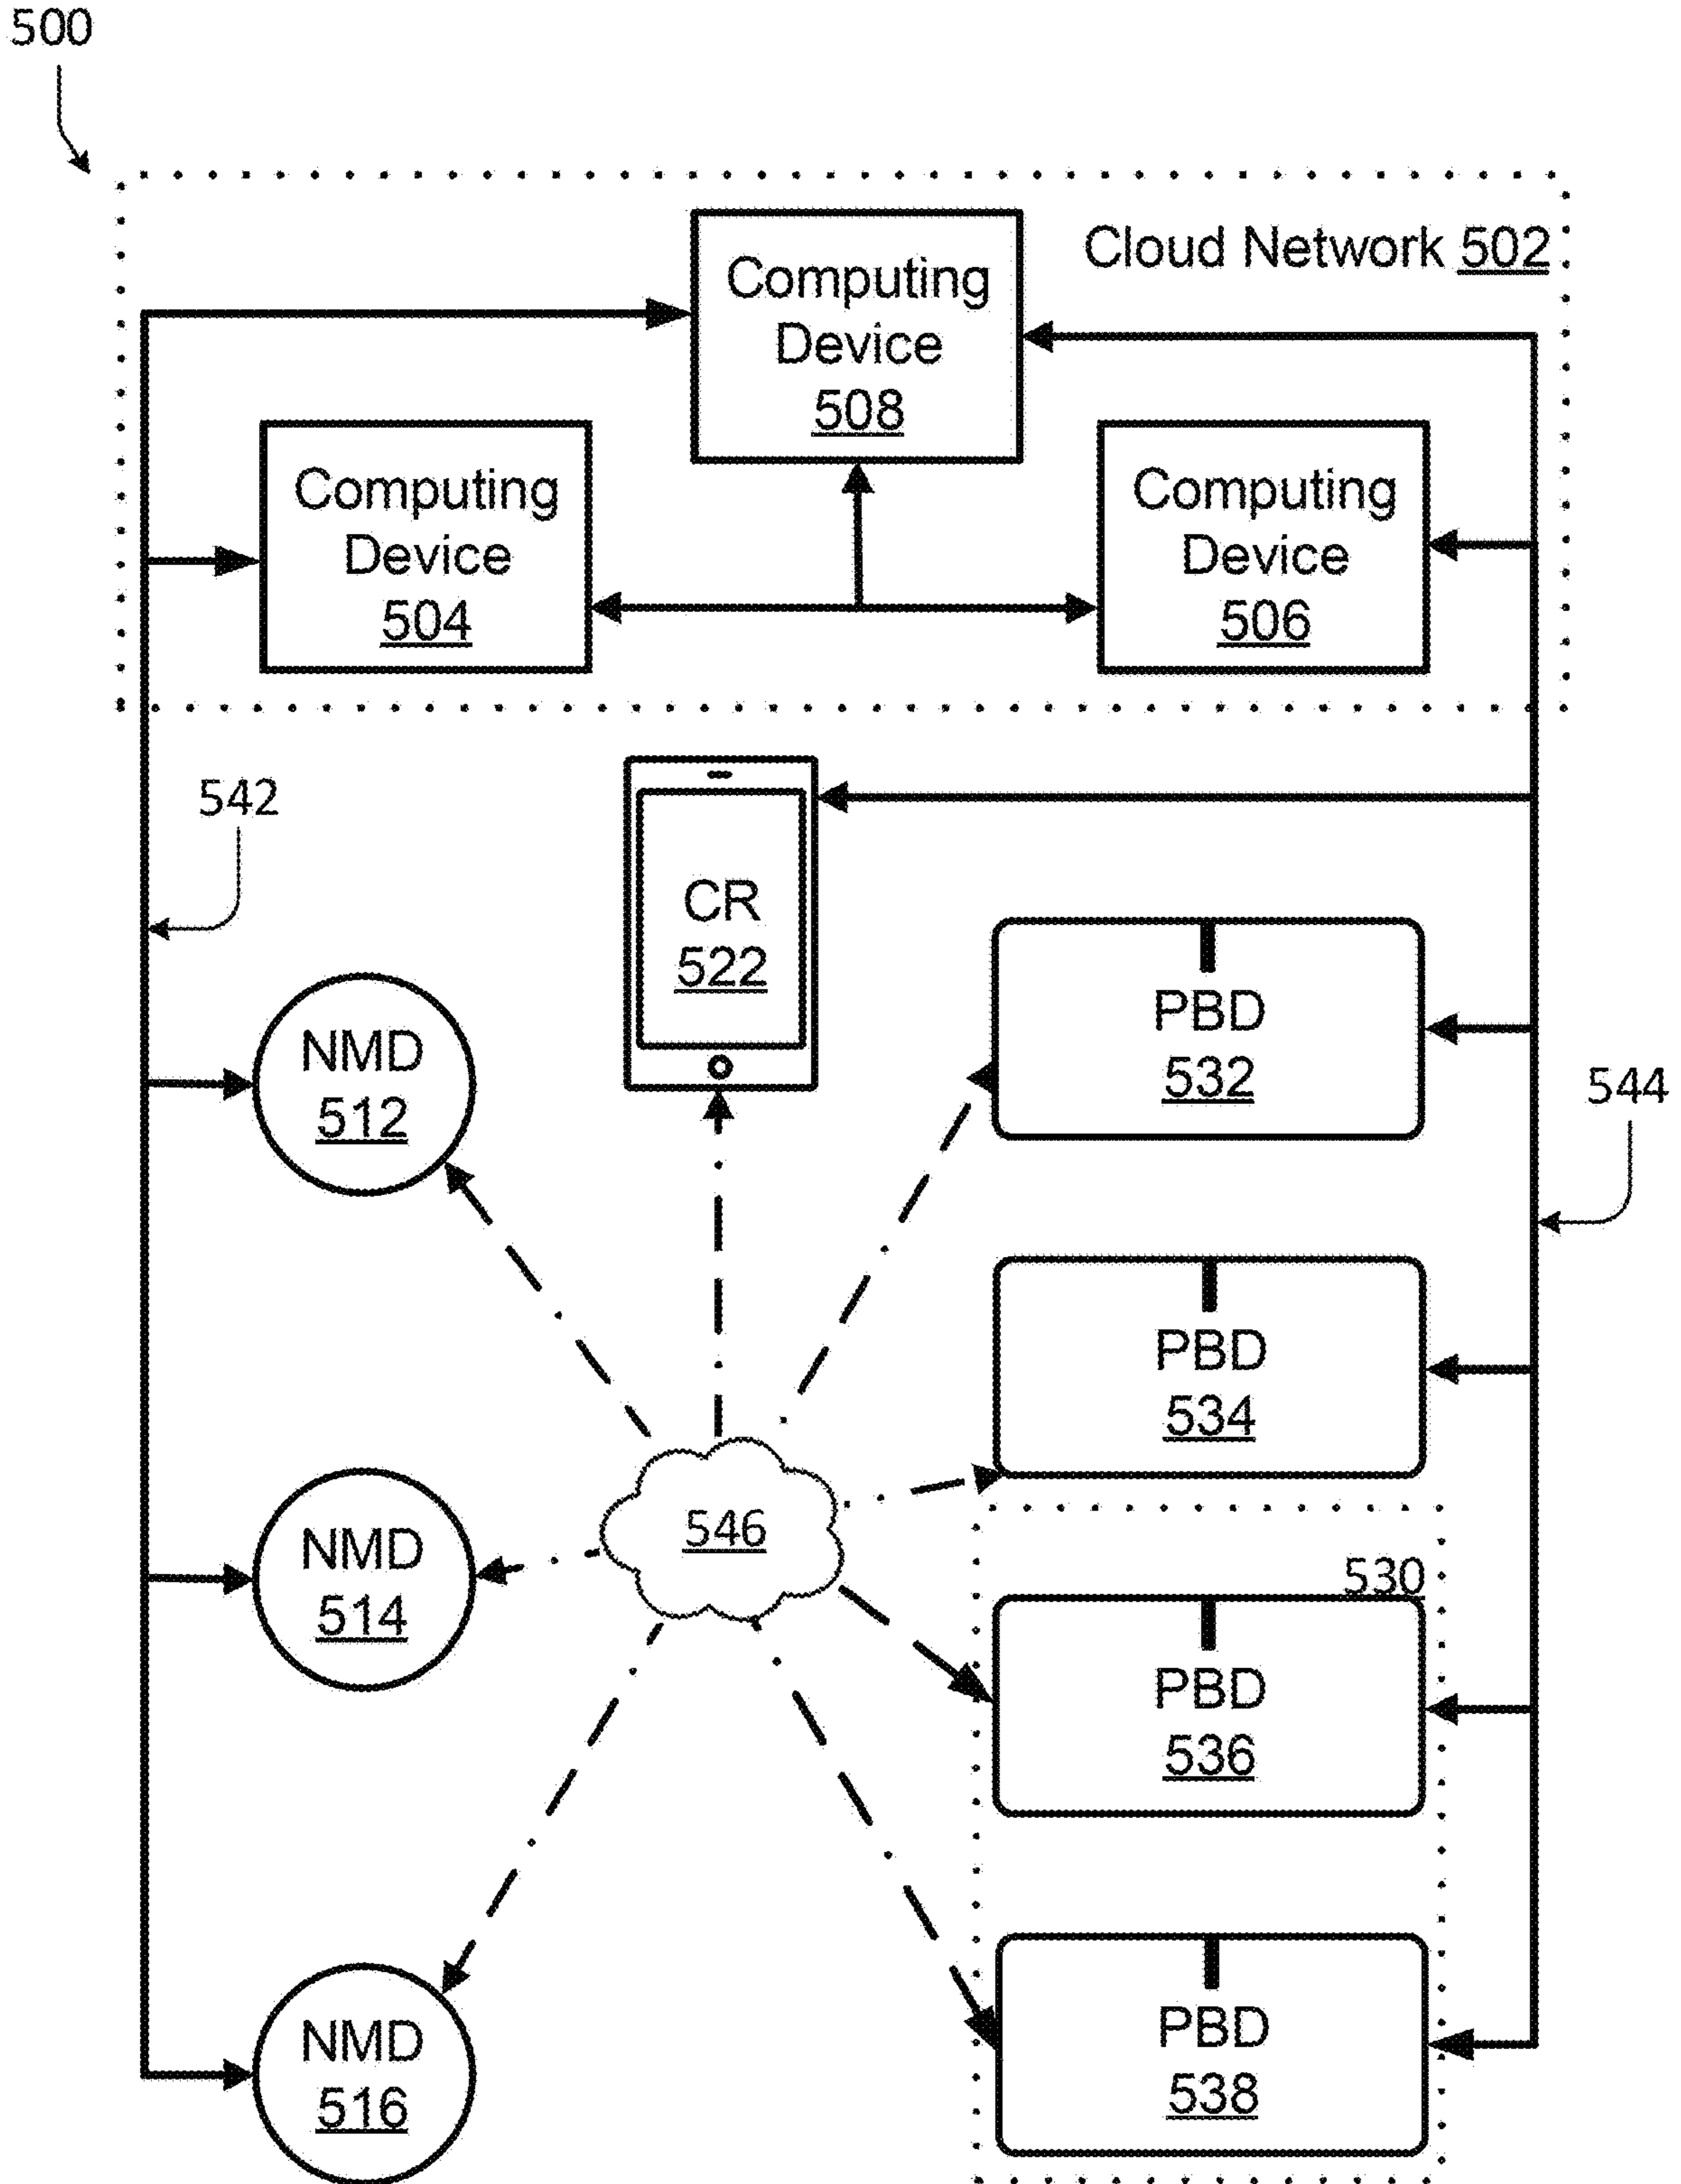 500
Cloud Network 502
Computing
Device
508
Computing
Device
504
Computing
Device
506
542
CR
522
PBD
532
544
NMD
512
PBD
534
546
NMD
514
530
PBD
536
NMD
516
PBD
538